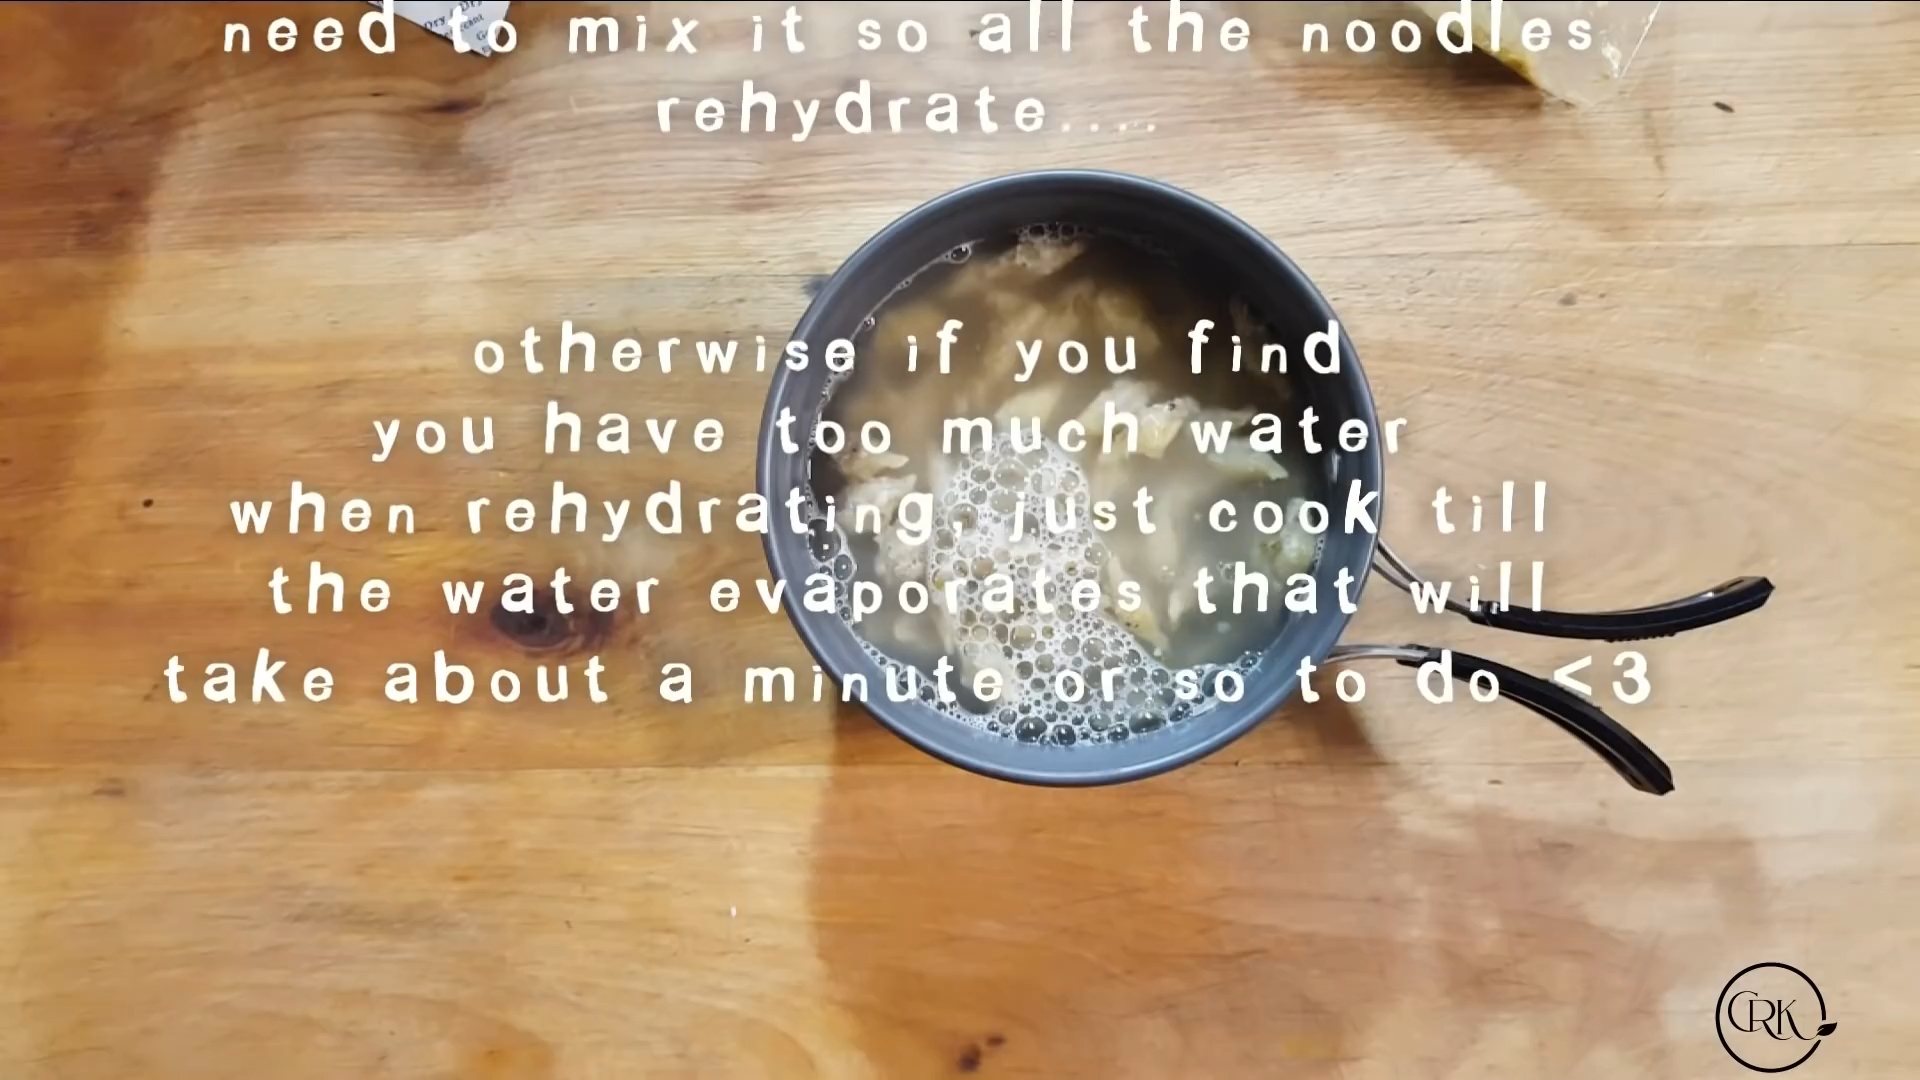 need to mix it so all the noodles
rehydrate....
otherwise if you find
you have too much water
when rehydrating, just cook till
the water evaporates that will
take about a minute or so to do <3
CRK